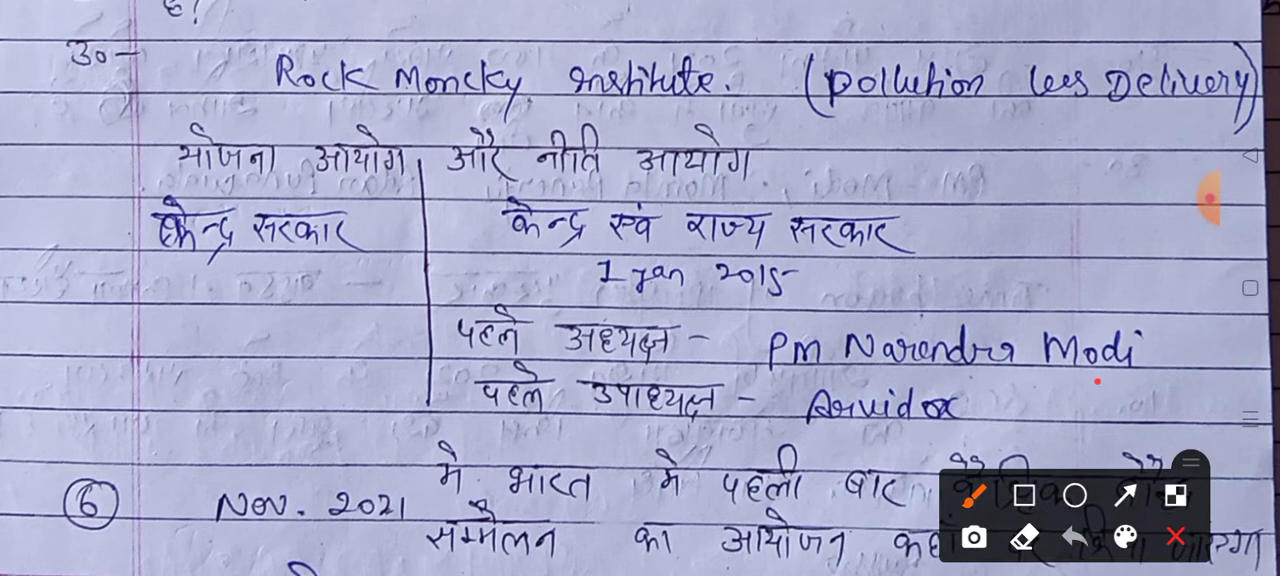 है?
उ०-
Rock Moncky Institute. (Pollution less Delivery)
योजना आयोग और नीति आयोग
केन्द्र सरकार केन्द्र एवं राज्य सरकार
1 Jan 2015
पहले अध्यक्ष - PM Narendra Modi
पहले उपाध्यक्ष - Arvind
6 Nov. 2021 मे भारत मे पहली बार
सम्मेलन का आयोजन